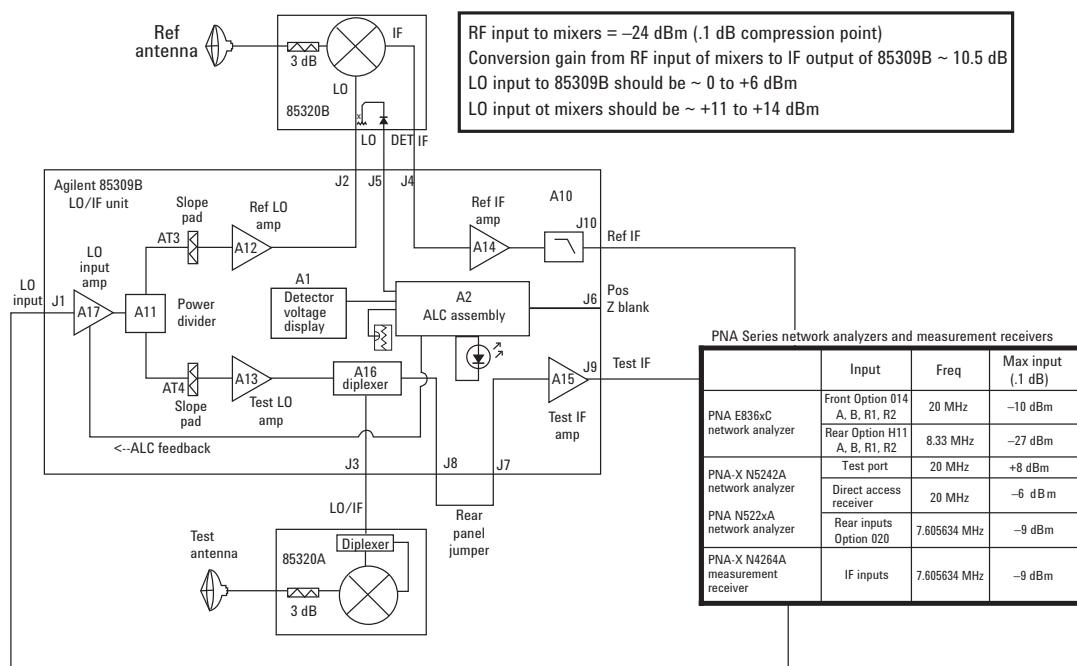 Ref
antenna
3 dB
IF
LO
85320B
x
LO
DET
IF
RF input to mixers = –24 dBm (.1 dB compression point)
Conversion gain from RF input of mixers to IF output of 85309B ~ 10.5 dB
LO input to 85309B should be ~ 0 to +6 dBm
LO input ot mixers should be ~ +11 to +14 dBm
Agilent 85309B
LO/IF unit
J2
J5
J4
Slope
pad
AT3
Ref LO
amp
A12
Ref IF
amp
A14
A10
J10
Ref IF
LO
input
J1
LO
input
amp
A17
A11
Power
divider
A1
Detector
voltage
display
A2
ALC assembly
J6
Pos
Z blank
AT4
Slope
pad
A13
Test LO
amp
A16
diplexer
A15
Test IF
amp
J9
Test IF
<--ALC feedback
J3
J8
J7
LO/IF
Rear
panel
jumper
Test
antenna
3 dB
85320A
Diplexer
PNA Series network analyzers and measurement receivers
Input
Freq
Max input
(.1 dB)
PNA E836xC
network analyzer
Front Option 014
A, B, R1, R2
20 MHz
–10 dBm
Rear Option H11
A, B, R1, R2
8.33 MHz
–27 dBm
PNA-X N5242A
network analyzer
PNA N522xA
network analyzer
Test port
20 MHz
+8 dBm
Direct access
receiver
20 MHz
–6 dBm
Rear inputs
Option 020
7.605634 MHz
–9 dBm
PNA-X N4264A
measurement
receiver
IF inputs
7.605634 MHz
–9 dBm